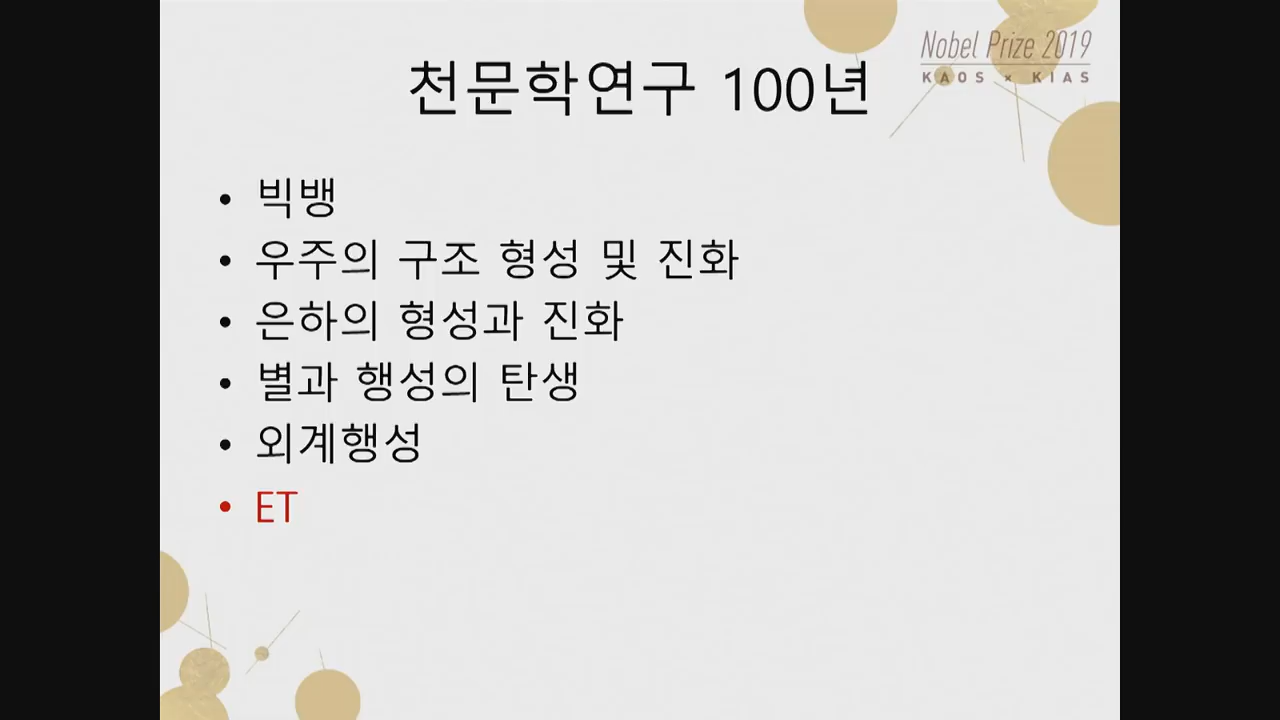 Nobel Prize 2019
KAOS × KIAS
천문학연구 100년
• 빅뱅
• 우주의 구조 형성 및 진화
• 은하의 형성과 진화
• 별과 행성의 탄생
• 외계행성
• ET